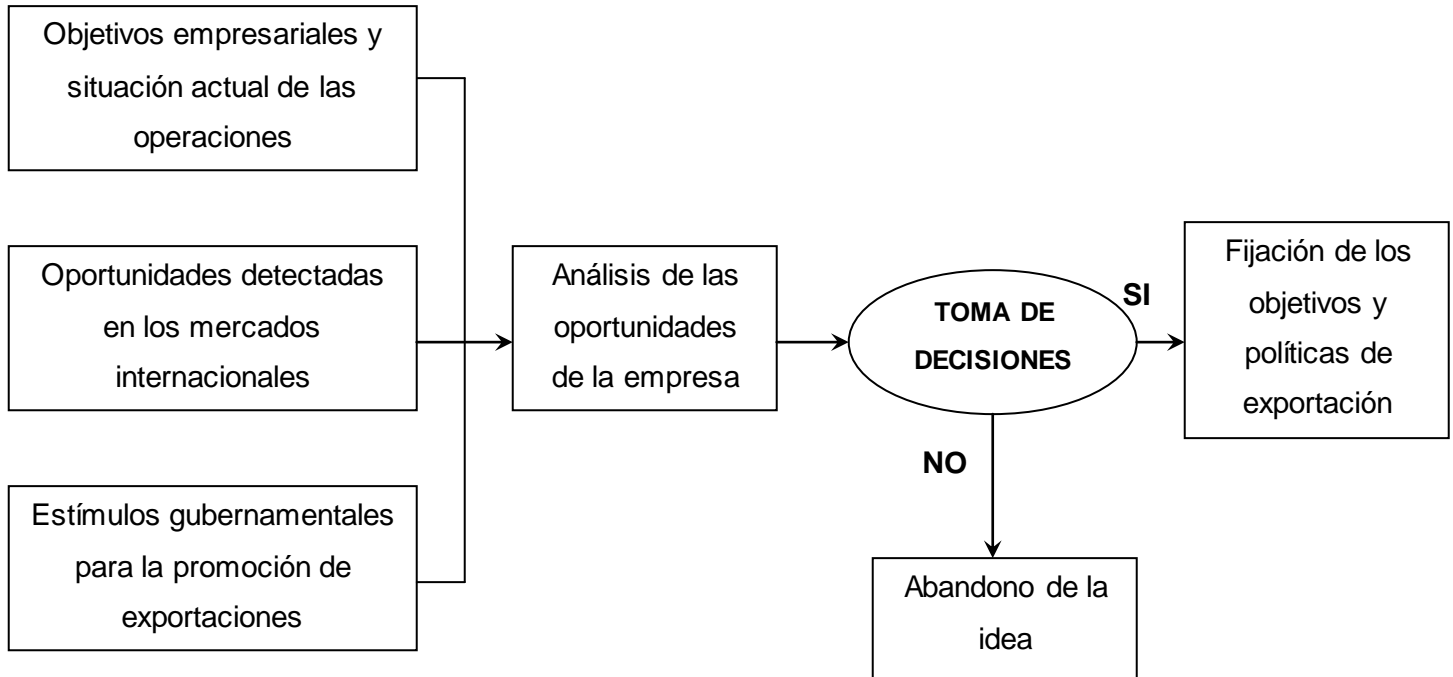 Objetivos empresariales y
situación actual de las
operaciones
Oportunidades detectadas
en los mercados
internacionales
Estímulos gubernamentales
para la promoción de
exportaciones
Análisis de las
oportunidades
de la empresa
TOMA DE
DECISIONES
SI
NO
Fijación de los
objetivos y
políticas de
exportación
Abandono de la
idea